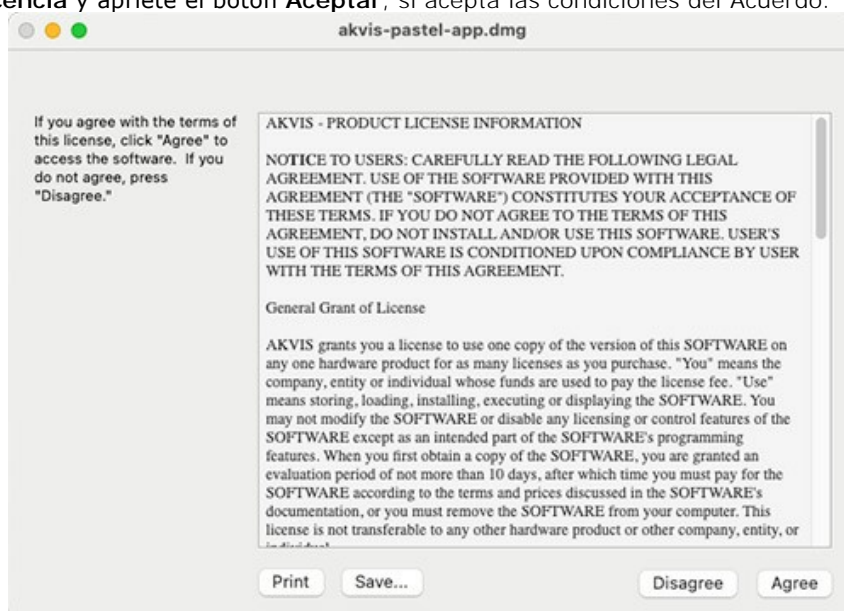 cencia y apriete el botón Aceptar, si acepta las condiciones del Acuerdo.
akvis-pastel-app.dmg
If you agree with the terms of
this license, click "Agree" to
access the software. If you
do not agree, press
"Disagree."
AKVIS - PRODUCT LICENSE INFORMATION
NOTICE TO USERS: CAREFULLY READ THE FOLLOWING LEGAL
AGREEMENT. USE OF THE SOFTWARE PROVIDED WITH THIS
AGREEMENT (THE "SOFTWARE") CONSTITUTES YOUR ACCEPTANCE OF
THESE TERMS. IF YOU DO NOT AGREE TO THE TERMS OF THIS
AGREEMENT, DO NOT INSTALL AND/OR USE THIS SOFTWARE. USER'S
USE OF THIS SOFTWARE IS CONDITIONED UPON COMPLIANCE BY USER
WITH THE TERMS OF THIS AGREEMENT.
General Grant of License
AKVIS grants you a license to use one copy of the version of this SOFTWARE on
any one hardware product for as many licenses as you purchase. "You" means the
company, entity or individual whose funds are used to pay the license fee. "Use"
means storing, loading, installing, executing or displaying the SOFTWARE. You
may not modify the SOFTWARE or disable any licensing or control features of the
SOFTWARE except as an intended part of the SOFTWARE's programming
features. When you first obtain a copy of the SOFTWARE, you are granted an
evaluation period of not more than 10 days, after which time you must pay for the
SOFTWARE according to the terms and prices discussed in the SOFTWARE's
documentation, or you must remove the SOFTWARE from your computer. This
license is not transferable to any other hardware product or other company, entity, or
Print
Save...
Disagree
Agree